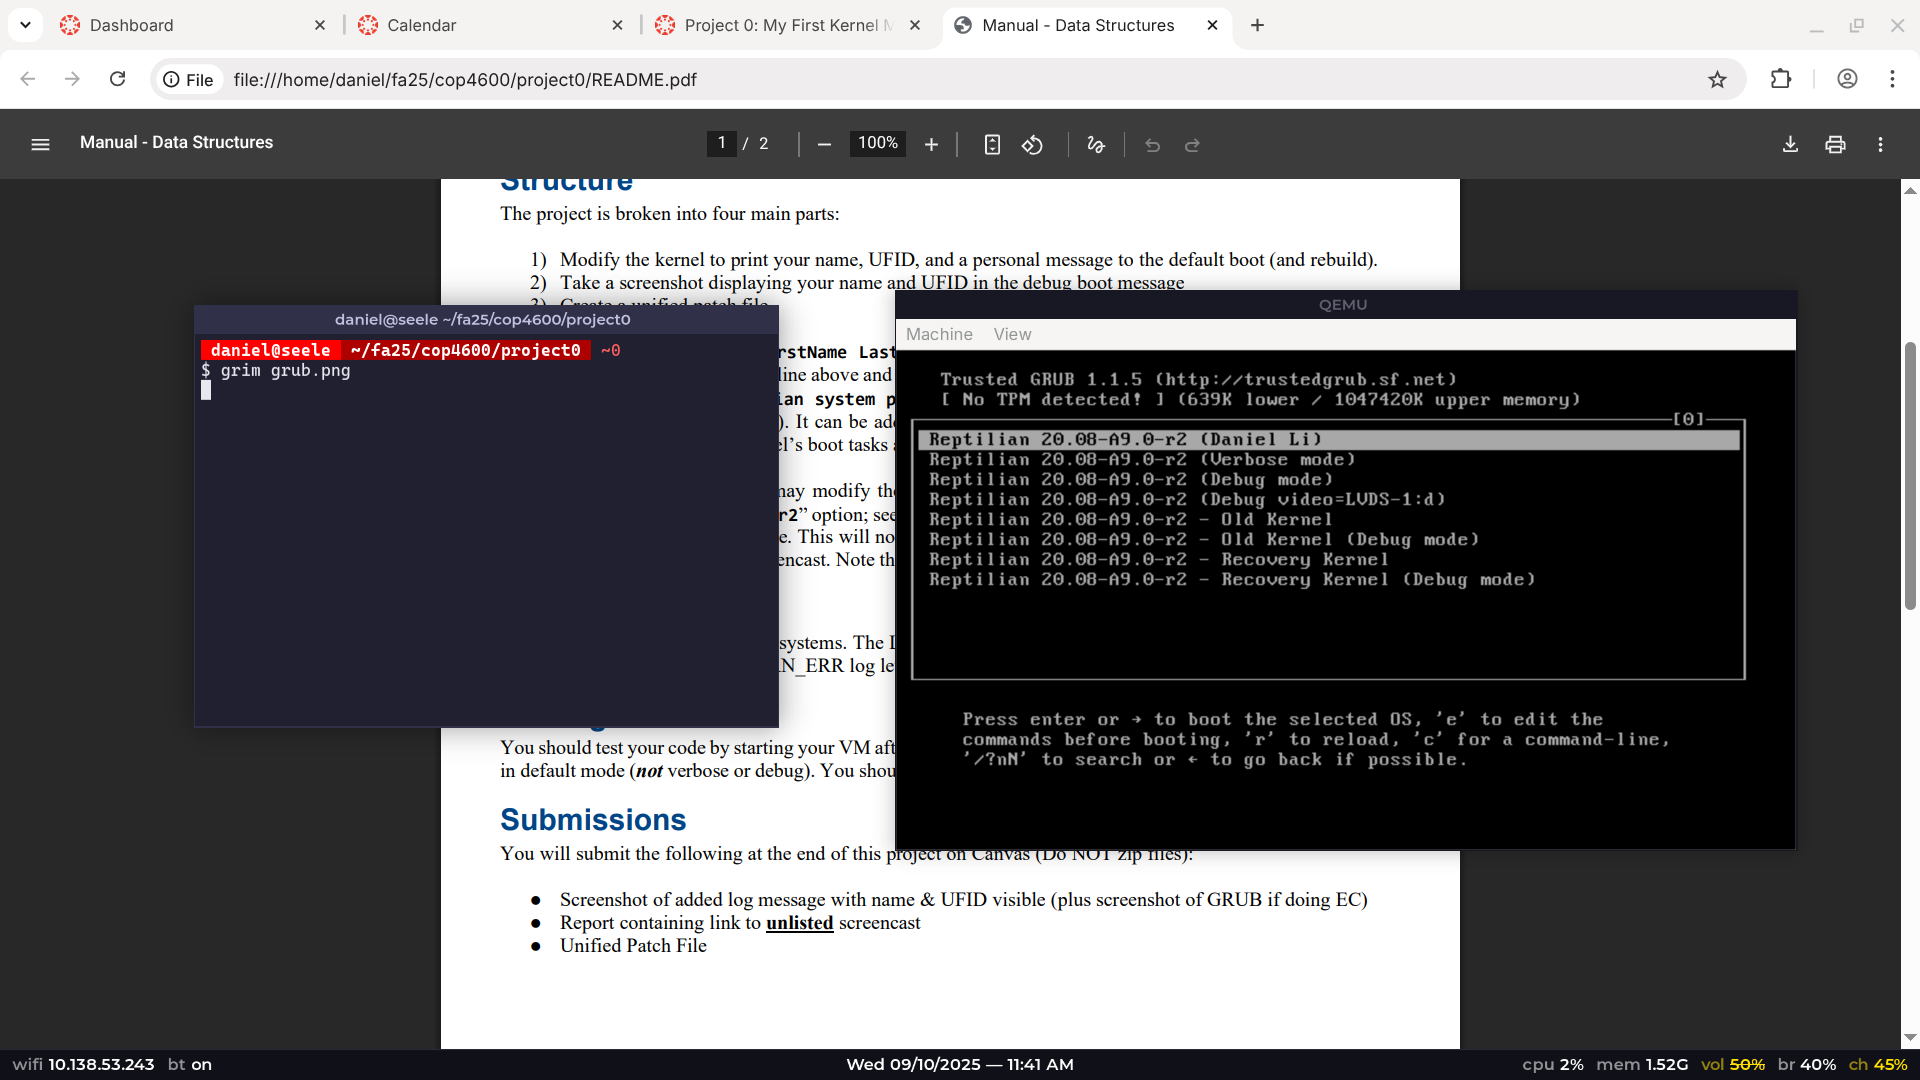 Dashboard
Calendar
Project 0: My First Kernel M
Manual - Data Structures
File
file:///home/daniel/fa25/cop4600/project0/README.pdf
Manual - Data Structures
1 / 2
100%
Structure
The project is broken into four main parts:
1) Modify the kernel to print your name, UFID, and a personal message to the default boot (and rebuild).
2) Take a screenshot displaying your name and UFID in the debug boot message
3) Create a unified patch file
daniel@seele ~/fa25/cop4600/project0
daniel@seele ~/fa25/cop4600/project0 ~0
$ grim grub.png
rstName Last
line above and
ian system p
). It can be ad
el's boot tasks
may modify the
r2” option; see
e. This will no
encast. Note th
systems. The
N_ERR log le
QEMU
Machine View
Trusted GRUB 1.1.5 (http://trustedgrub.sf.net)
[ No TPM detected! ] (639K lower / 1047420K upper memory)
[0]
Reptilian 20.08-A9.0-r2 (Daniel Li)
Reptilian 20.08-A9.0-r2 (Verbose mode)
Reptilian 20.08-A9.0-r2 (Debug mode)
Reptilian 20.08-A9.0-r2 (Debug video=LVDS-1:d)
Reptilian 20.08-A9.0-r2 - Old Kernel
Reptilian 20.08-A9.0-r2 - Old Kernel (Debug mode)
Reptilian 20.08-A9.0-r2 - Recovery Kernel
Reptilian 20.08-A9.0-r2 - Recovery Kernel (Debug mode)
Press enter or → to boot the selected OS, 'e' to edit the
commands before booting, 'r' to reload, 'c' for a command-line,
'/?nN' to search or ← to go back if possible.
You should test your code by starting your VM aft
in default mode (not verbose or debug). You shou
Submissions
You will submit the following at the end of this project on Canvas (Do NOT zip files):
● Screenshot of added log message with name & UFID visible (plus screenshot of GRUB if doing EC)
● Report containing link to unlisted screencast
● Unified Patch File
wifi 10.138.53.243 bt on
Wed 09/10/2025 — 11:41 AM
cpu 2% mem 1.52G vol 50% br 40% ch 45%